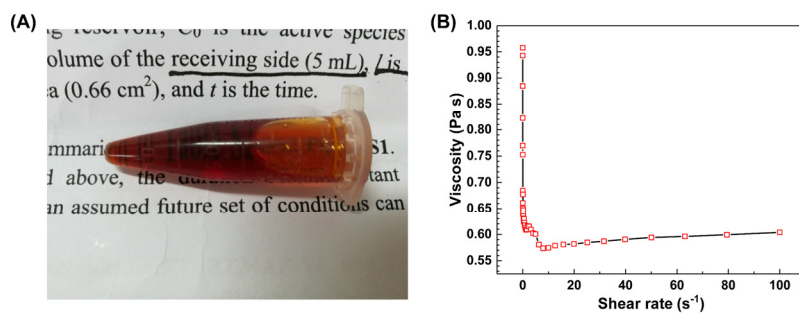 (A)
reservoir, C₀ is the active species
olume of the receiving side (5 mL), L is
a (0.66 cm²), and t is the time.
mmari S1.
d above, the tant
an assumed future set of conditions can
(B)
Viscosity (Pa s)
1.00
0.95
0.90
0.85
0.80
0.75
0.70
0.65
0.60
0.55
0 20 40 60 80 100
Shear rate (s⁻¹)